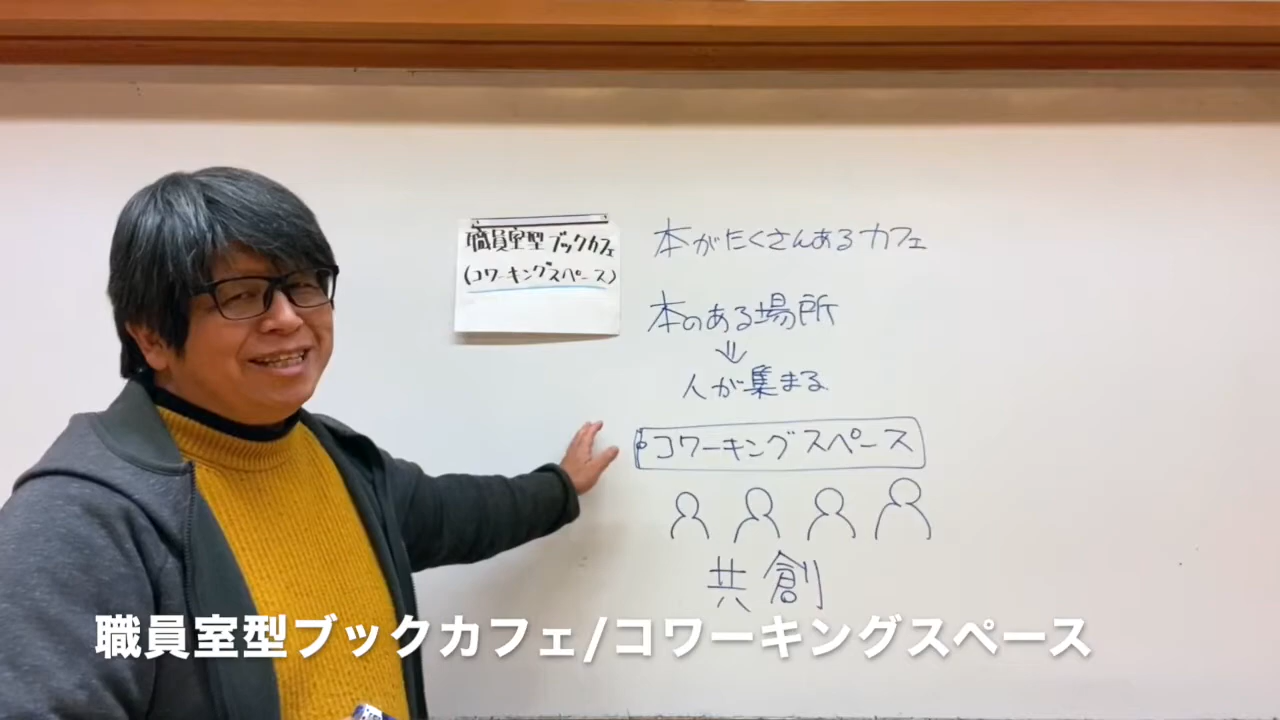 職員室型ブックカフェ
(コワーキングスペース)
本がたくさんあるカフェ
本のある場所
⇓
人が集まる
コワーキングスペース
共創
職員室型ブックカフェ/コワーキングスペース